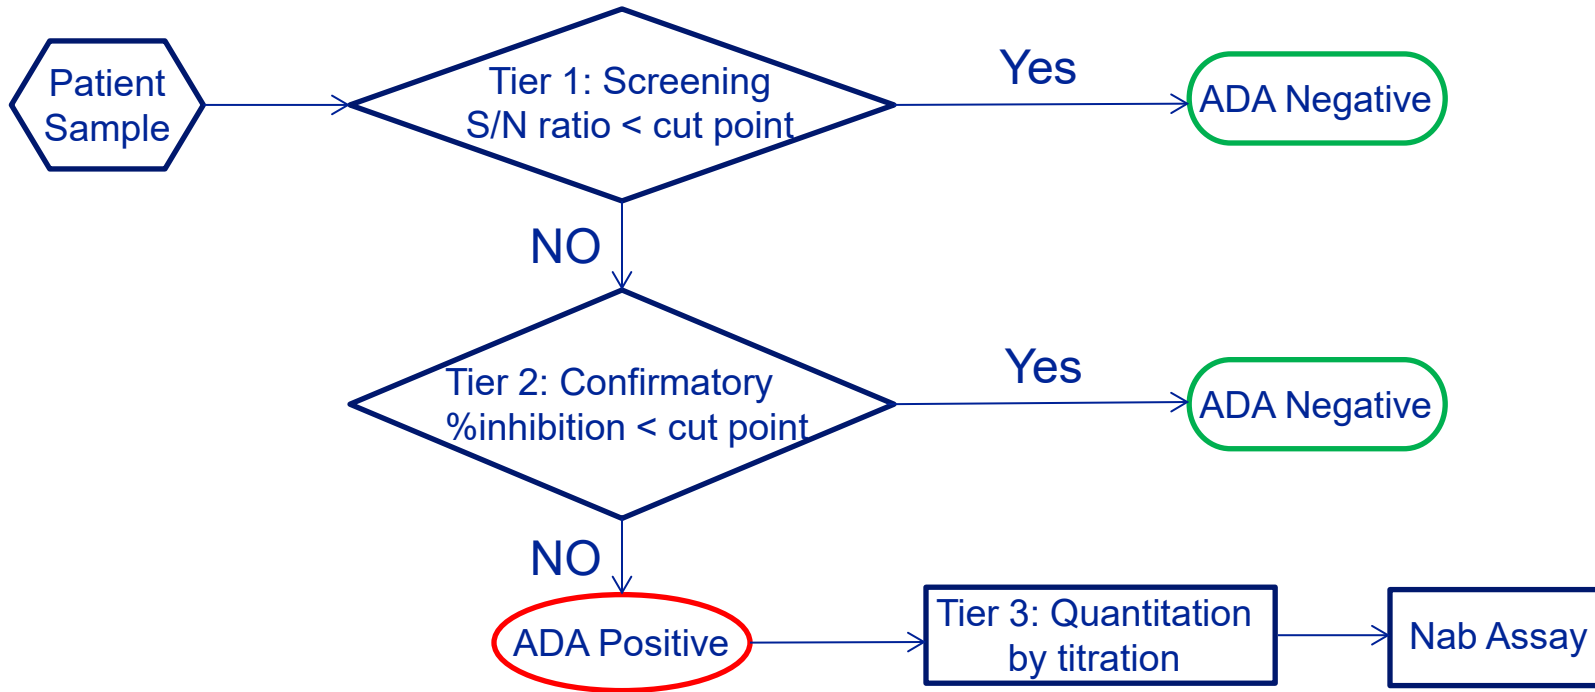 Patient
Sample
Tier 1: Screening
S/N ratio < cut point
Yes
ADA Negative
NO
Tier 2: Confirmatory
%inhibition < cut point
Yes
ADA Negative
NO
ADA Positive
Tier 3: Quantitation
by titration
Nab Assay